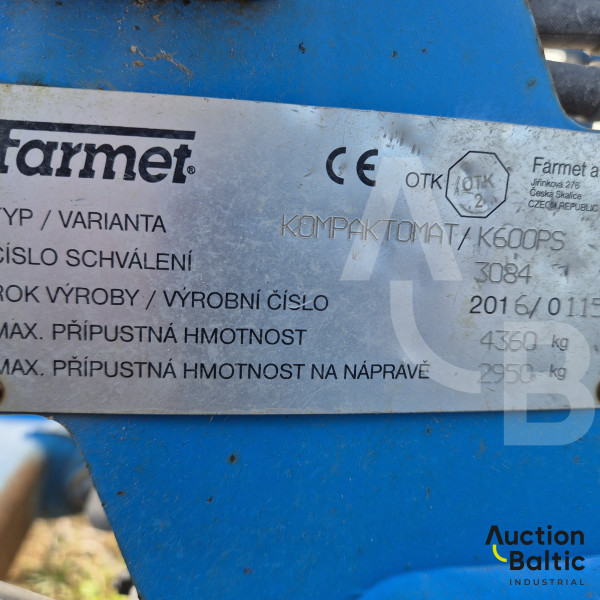 Farmet®
CE OTK OTK 2
Farmet a
Jiřinková 276
Česká Skalice
CZECH REPUBLIC
TYP / VARIANTA KOMPAKTOMAT/K600PS
ČÍSLO SCHVÁLENÍ 3084
ROK VÝROBY / VÝROBNÍ ČÍSLO 2016/0115
MAX. PŘÍPUSTNÁ HMOTNOST 4360 kg
MAX. PŘÍPUSTNÁ HMOTNOST NA NÁPRAVĚ 2950 kg
AB
Auction
Baltic
INDUSTRIAL